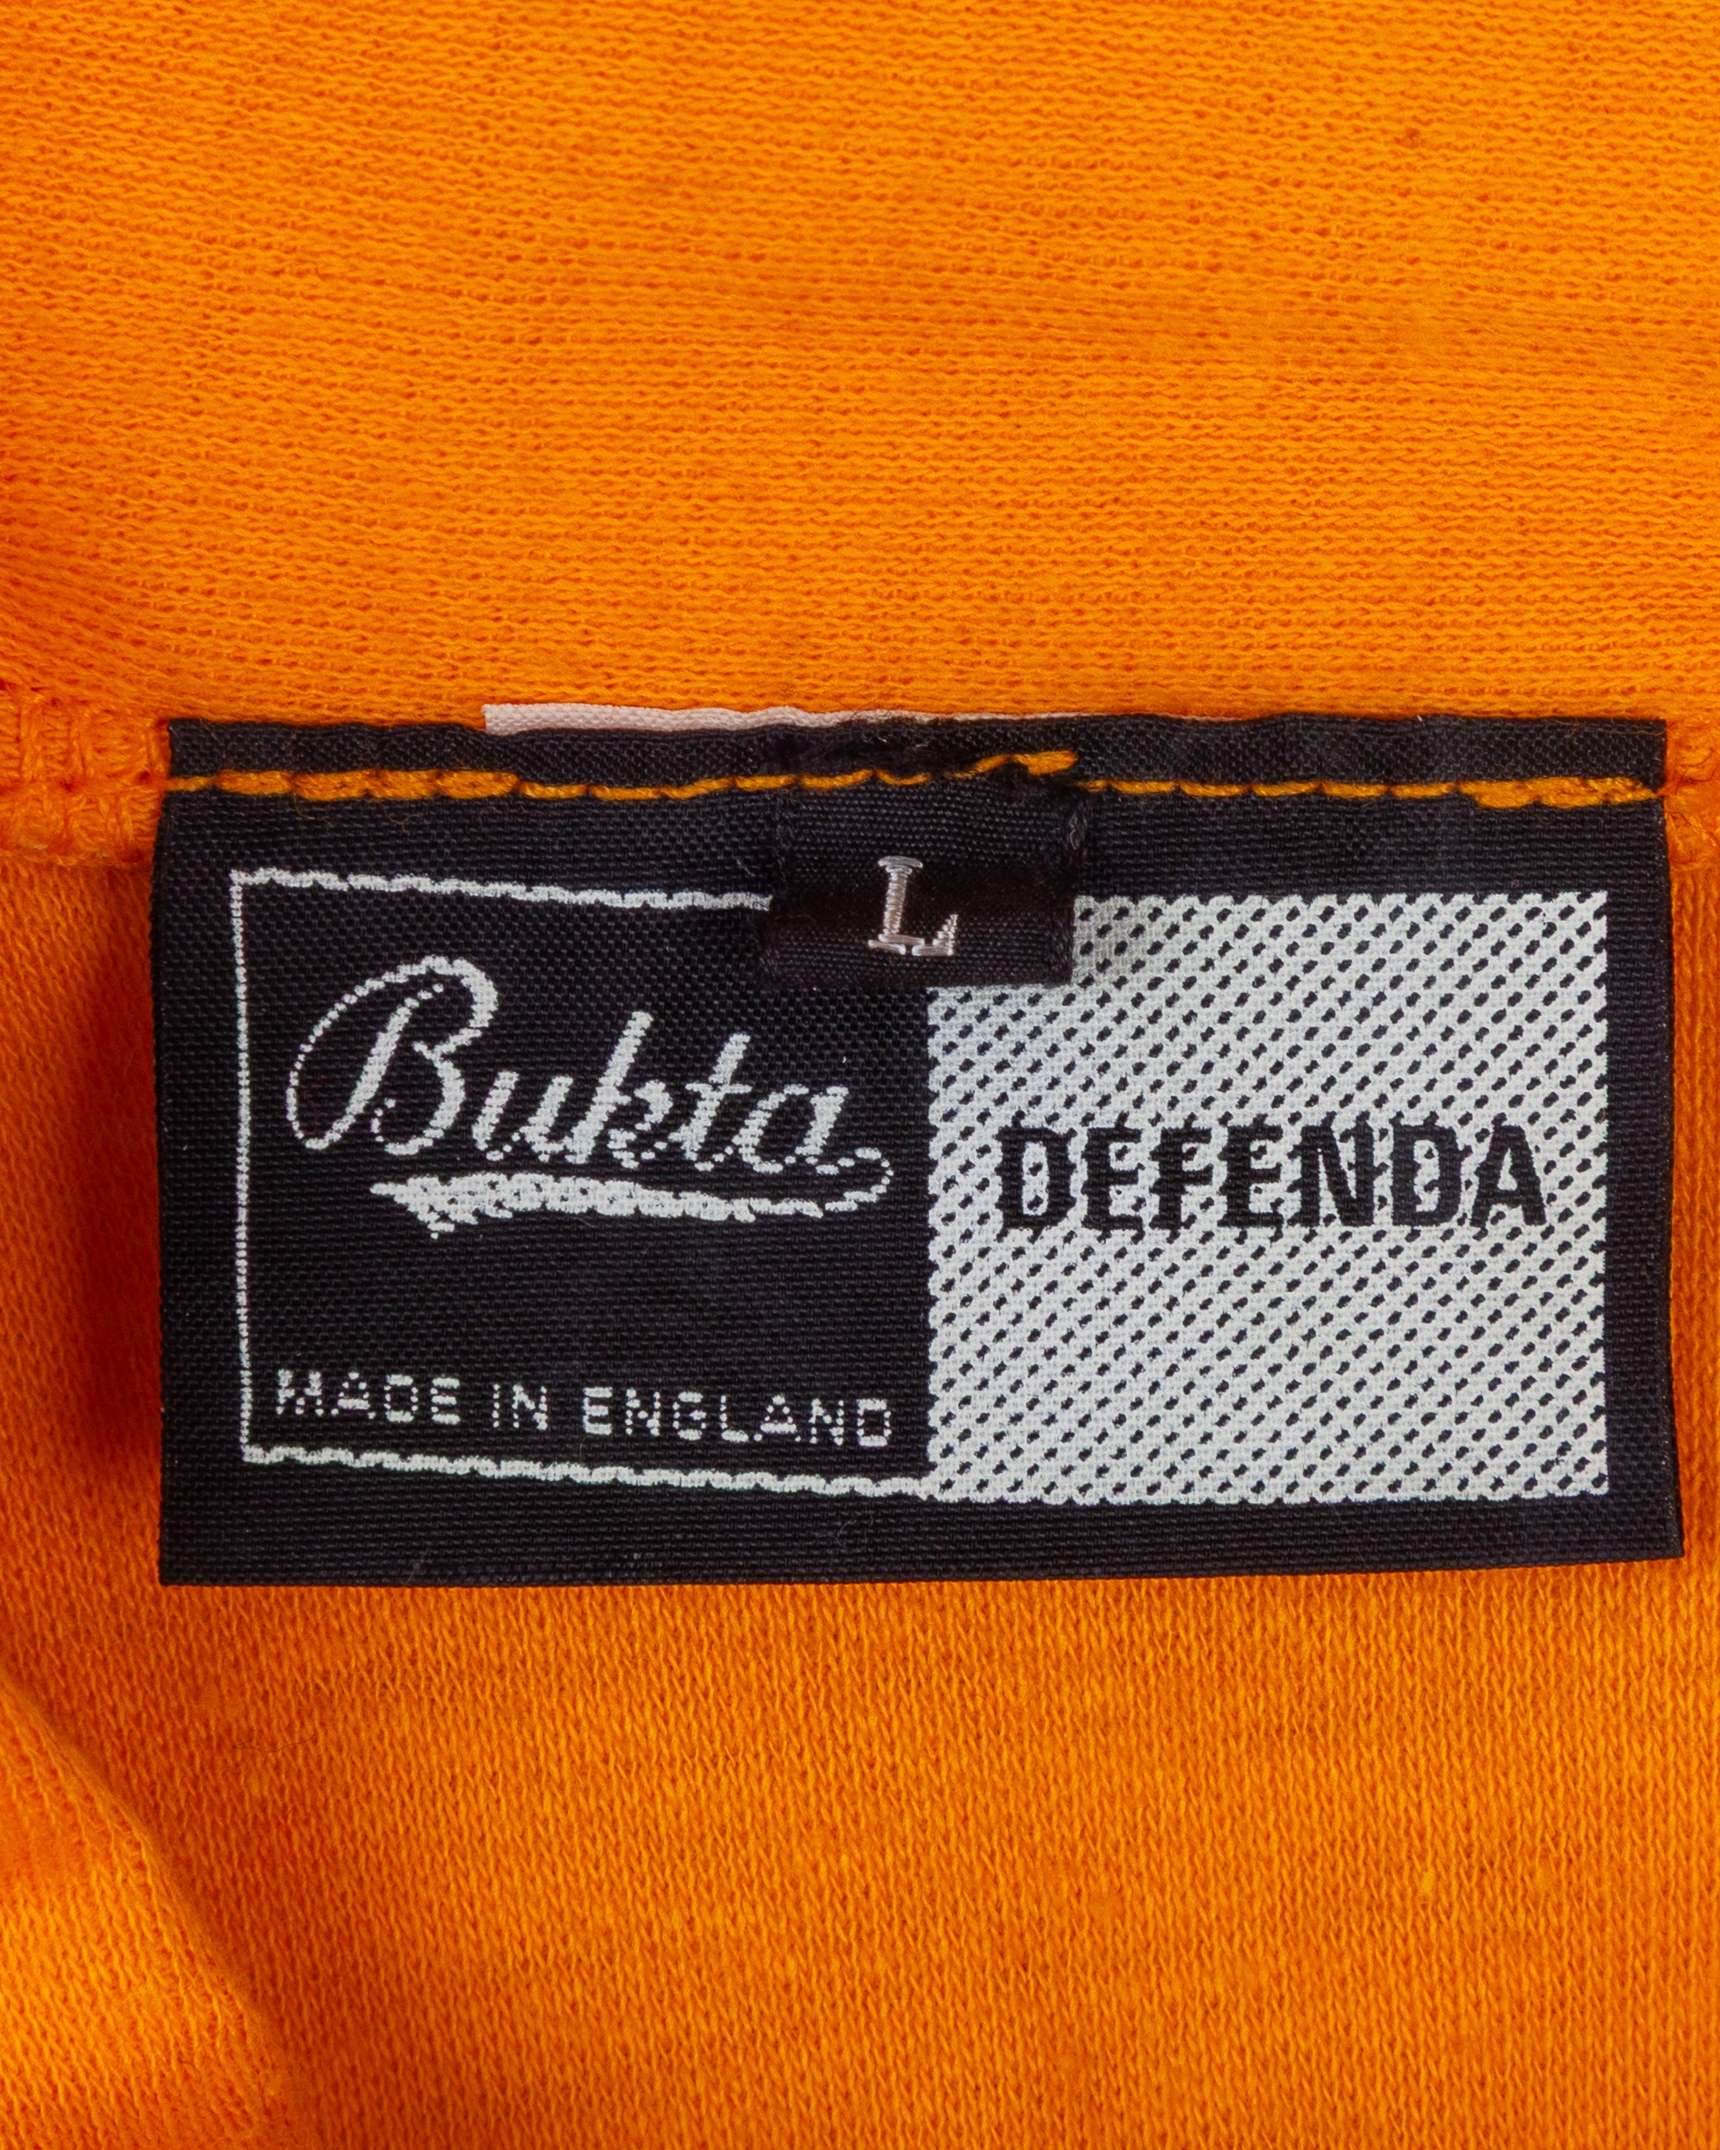 L
Bukta
DEFENDA
MADE IN ENGLAND